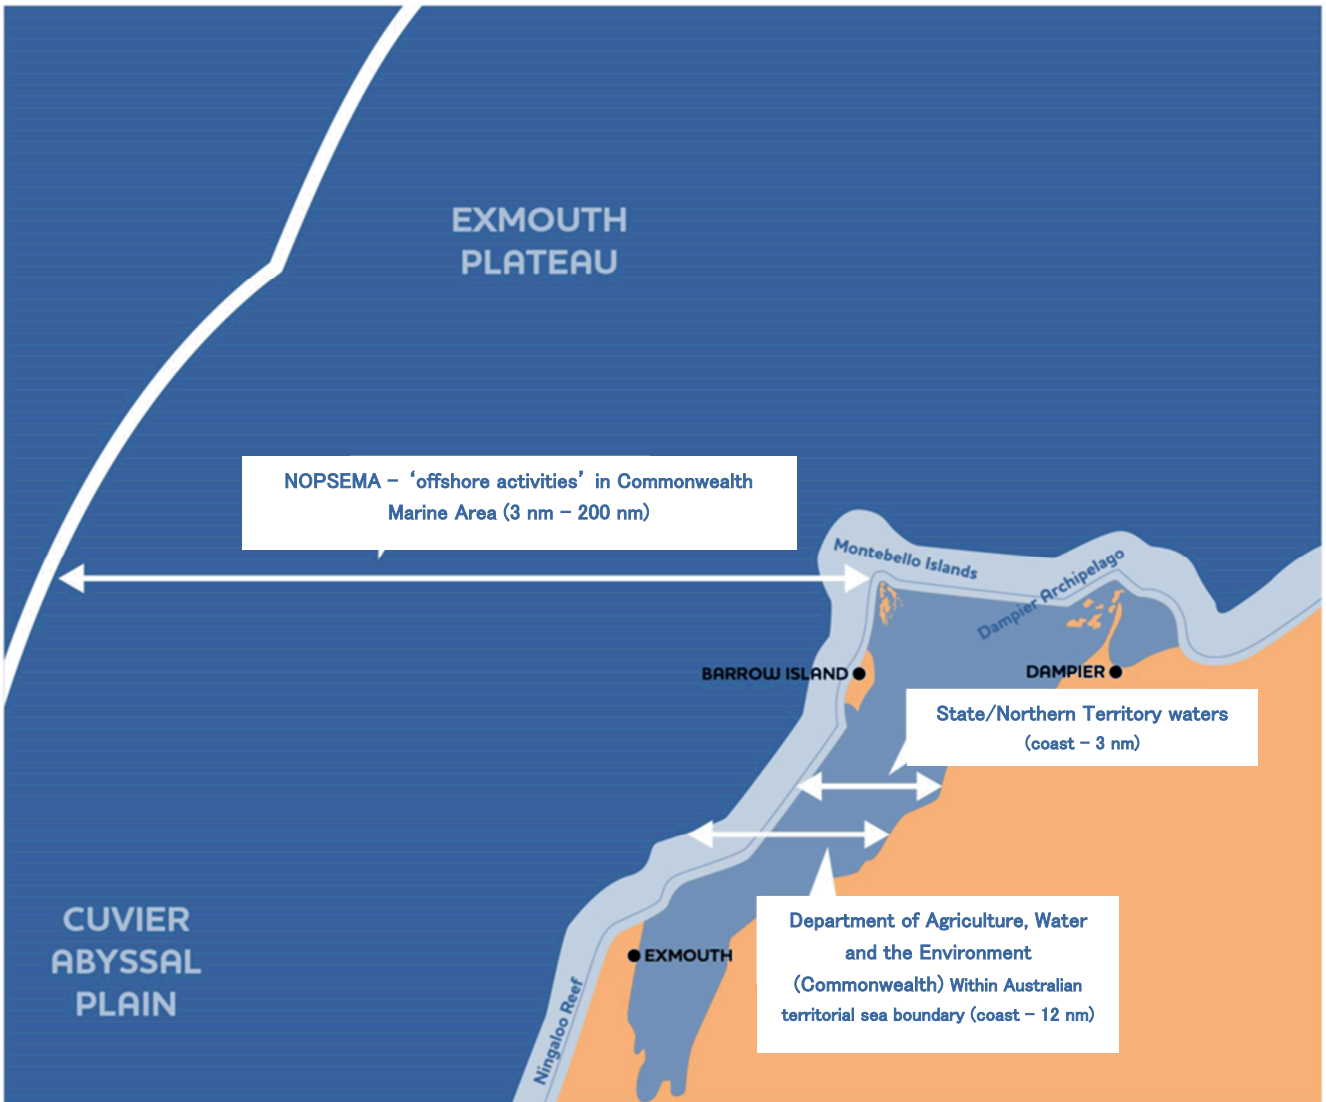 EXMOUTH
PLATEAU
NOPSEMA – ‘offshore activities’ in Commonwealth
Marine Area (3 nm – 200 nm)
Montebello Islands
Dampier Archipelago
BARROW ISLAND
DAMPIER
State/Northern Territory waters
(coast – 3 nm)
CUVIER
ABYSSAL
PLAIN
EXMOUTH
Ningaloo Reef
Department of Agriculture, Water
and the Environment
(Commonwealth) Within Australian
territorial sea boundary (coast – 12 nm)